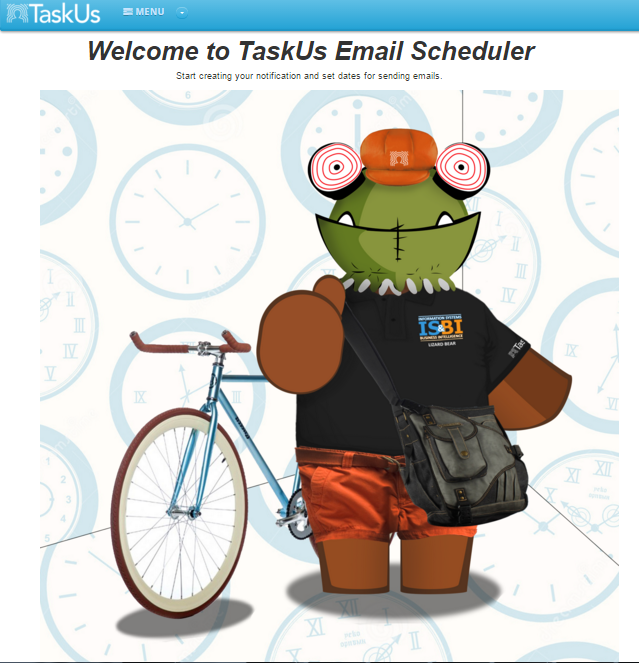 TaskUs
MENU
Welcome to TaskUs Email Scheduler
Start creating your notification and set dates for sending emails.
INFORMATION SYSTEMS
IS&BI
BUSINESS INTELLIGENCE
LIZARD BEAR